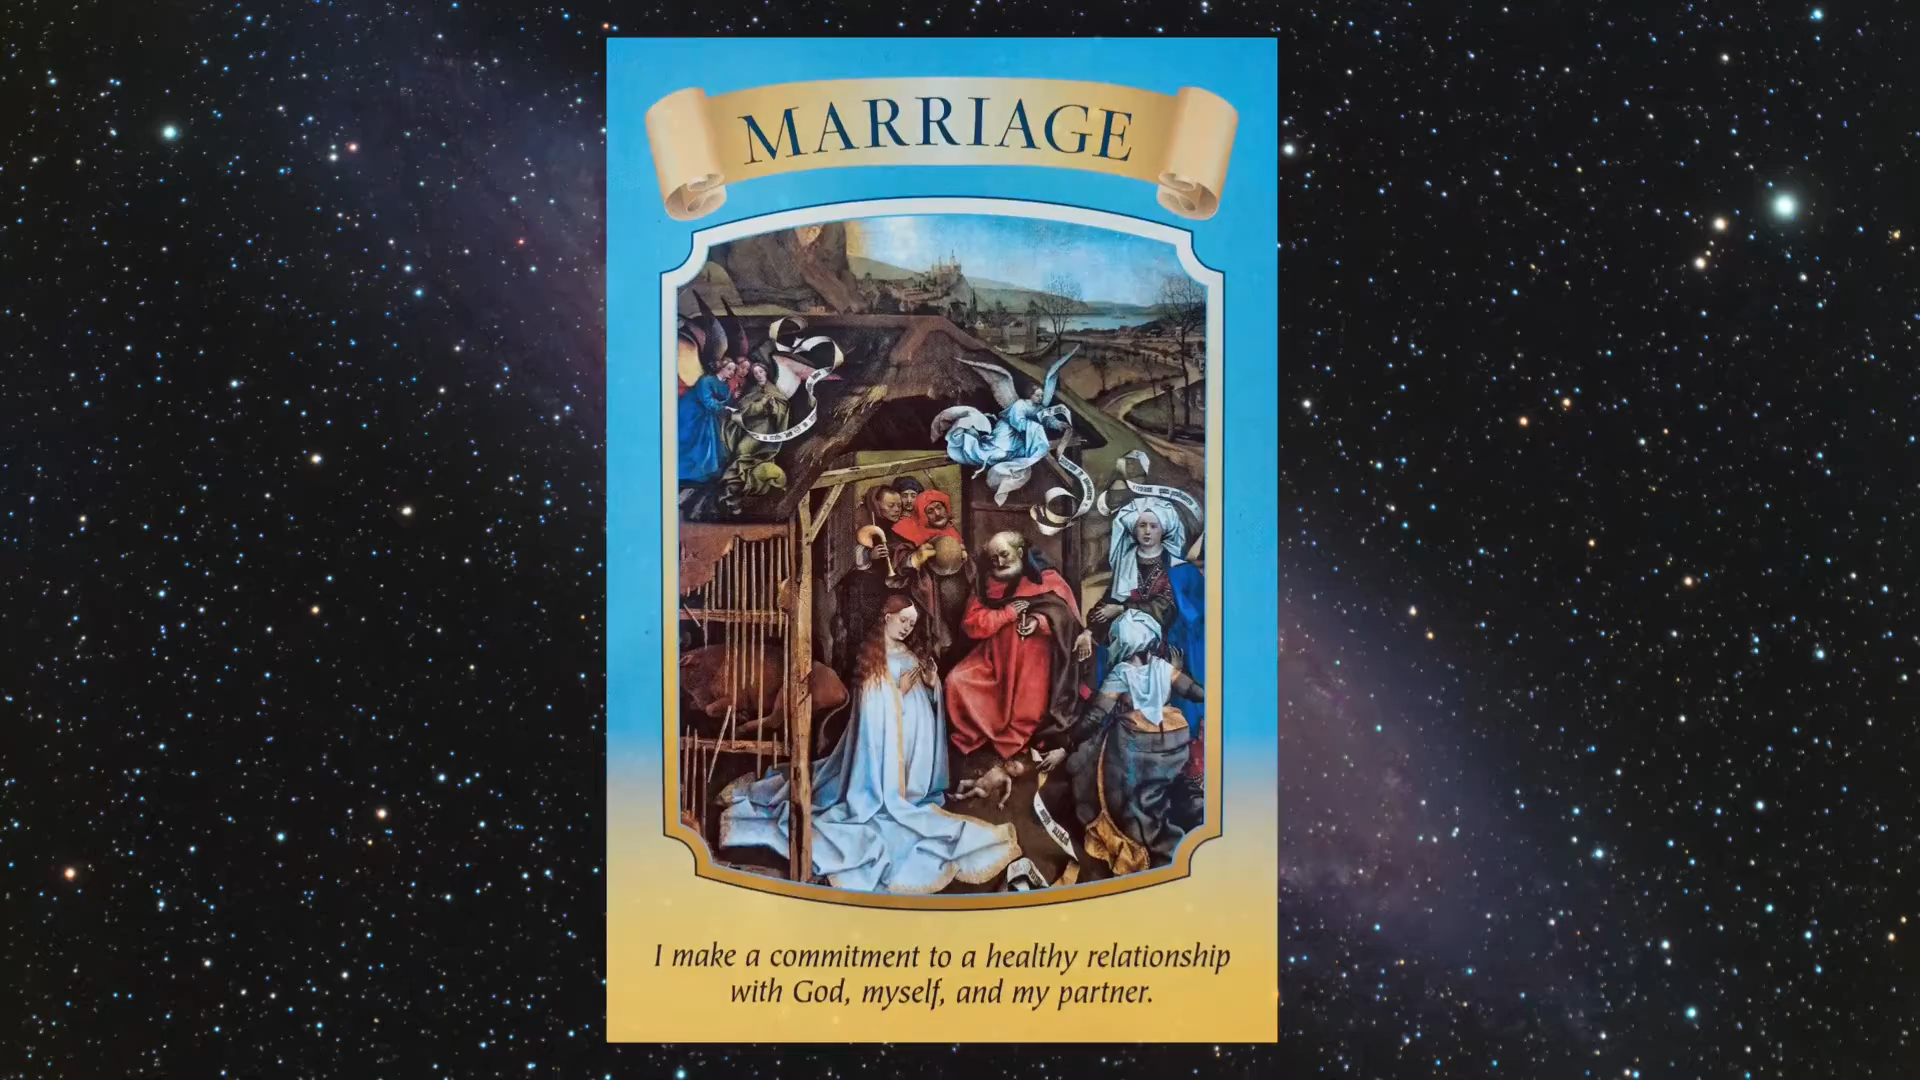 MARRIAGE
I make a commitment to a healthy relationship
with God, myself, and my partner.